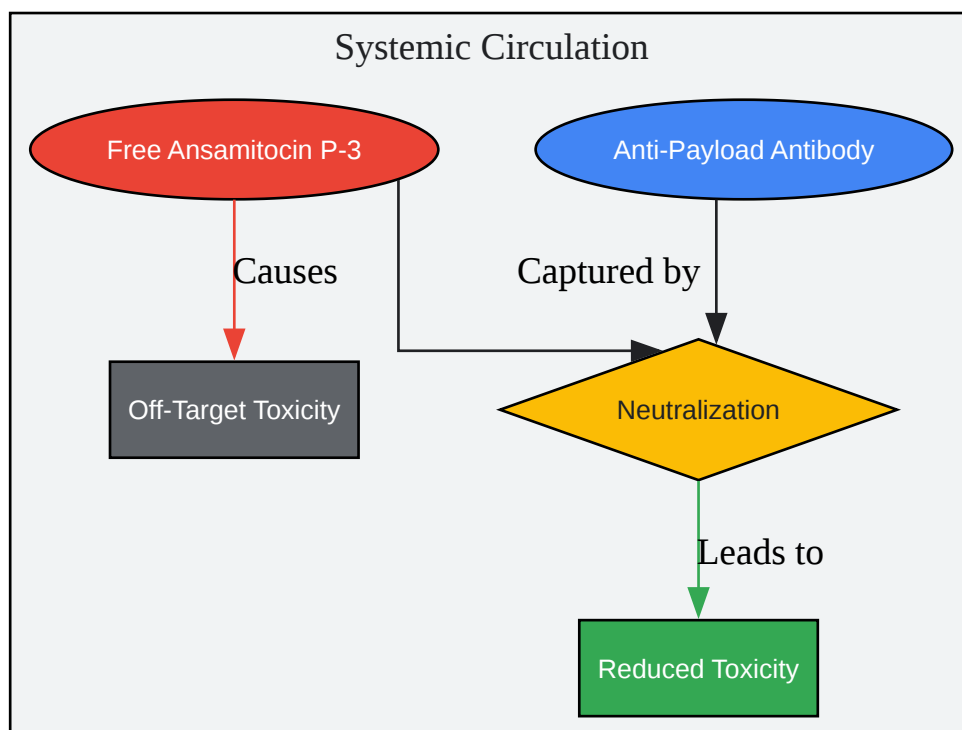 Systemic Circulation
Free Ansamitocin P-3
Anti-Payload Antibody
Causes
Captured by
Off-Target Toxicity
Neutralization
Leads to
Reduced Toxicity